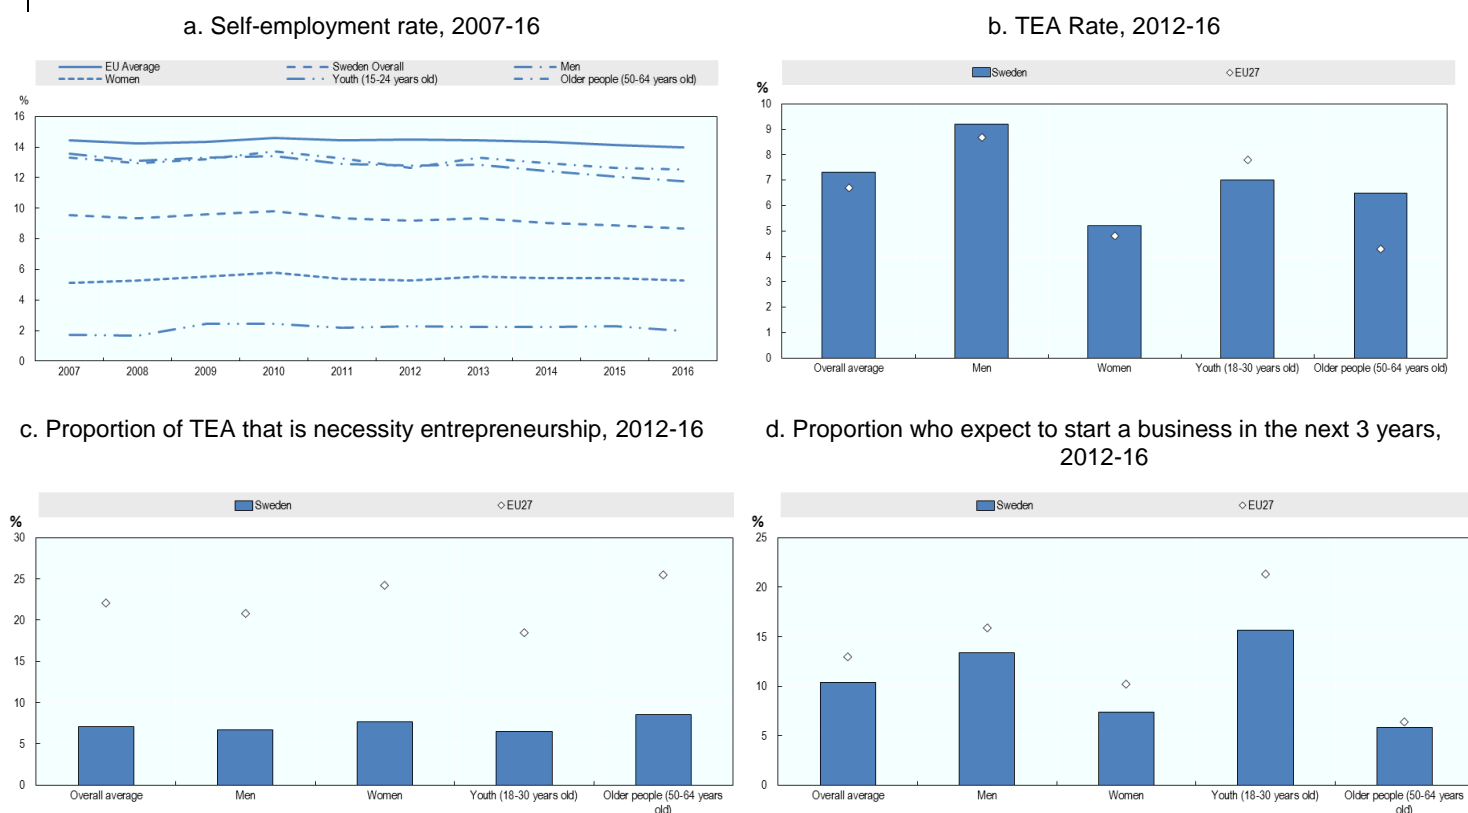 a. Self-employment rate, 2007-16
EU Average
Sweden Overall
Men
Women
Youth (15-24 years old)
Older people (50-64 years old)
%
16
14
12
10
8
6
4
2
0
2007
2008
2009
2010
2011
2012
2013
2014
2015
2016
b. TEA Rate, 2012-16
Sweden
EU27
%
10
9
8
7
6
5
4
3
2
1
0
Overall average
Men
Women
Youth (18-30 years old)
Older people (50-64 years old)
c. Proportion of TEA that is necessity entrepreneurship, 2012-16
Sweden
EU27
%
30
25
20
15
10
5
0
Overall average
Men
Women
Youth (18-30 years old)
Older people (50-64 years
old)
d. Proportion who expect to start a business in the next 3 years,
2012-16
Sweden
EU27
%
25
20
15
10
5
0
Overall average
Men
Women
Youth (18-30 years old)
Older people (50-64 years
old)